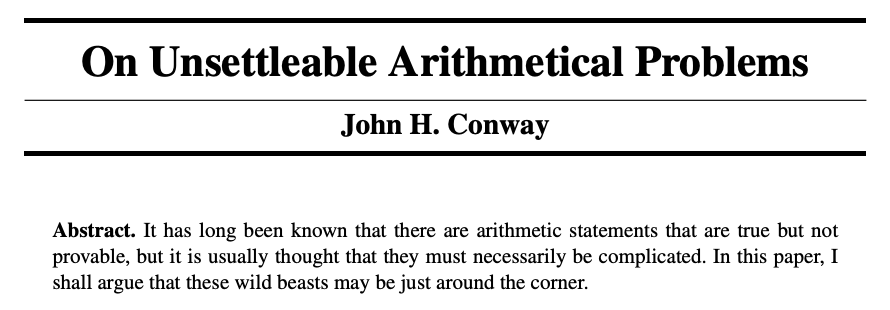 On Unsettleable Arithmetical Problems
John H. Conway
Abstract. It has long been known that there are arithmetic statements that are true but not
provable, but it is usually thought that they must necessarily be complicated. In this paper, I
shall argue that these wild beasts may be just around the corner.